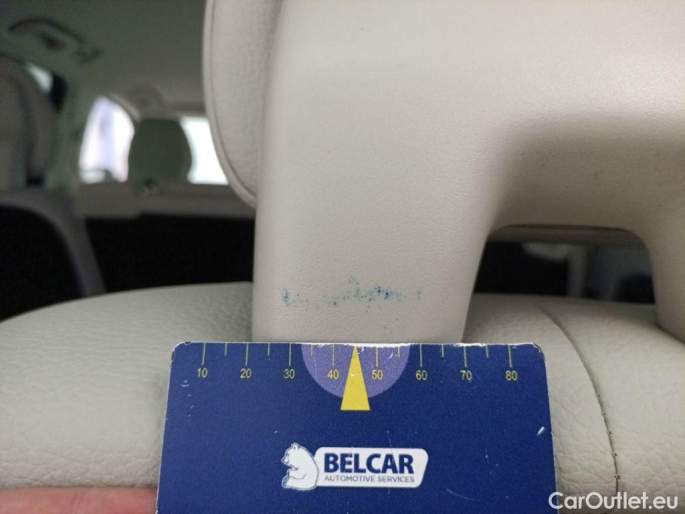 10 20 30 40 50 60 70 80
BELCAR
AUTOMOTIVE SERVICES
CarOutlet.eu